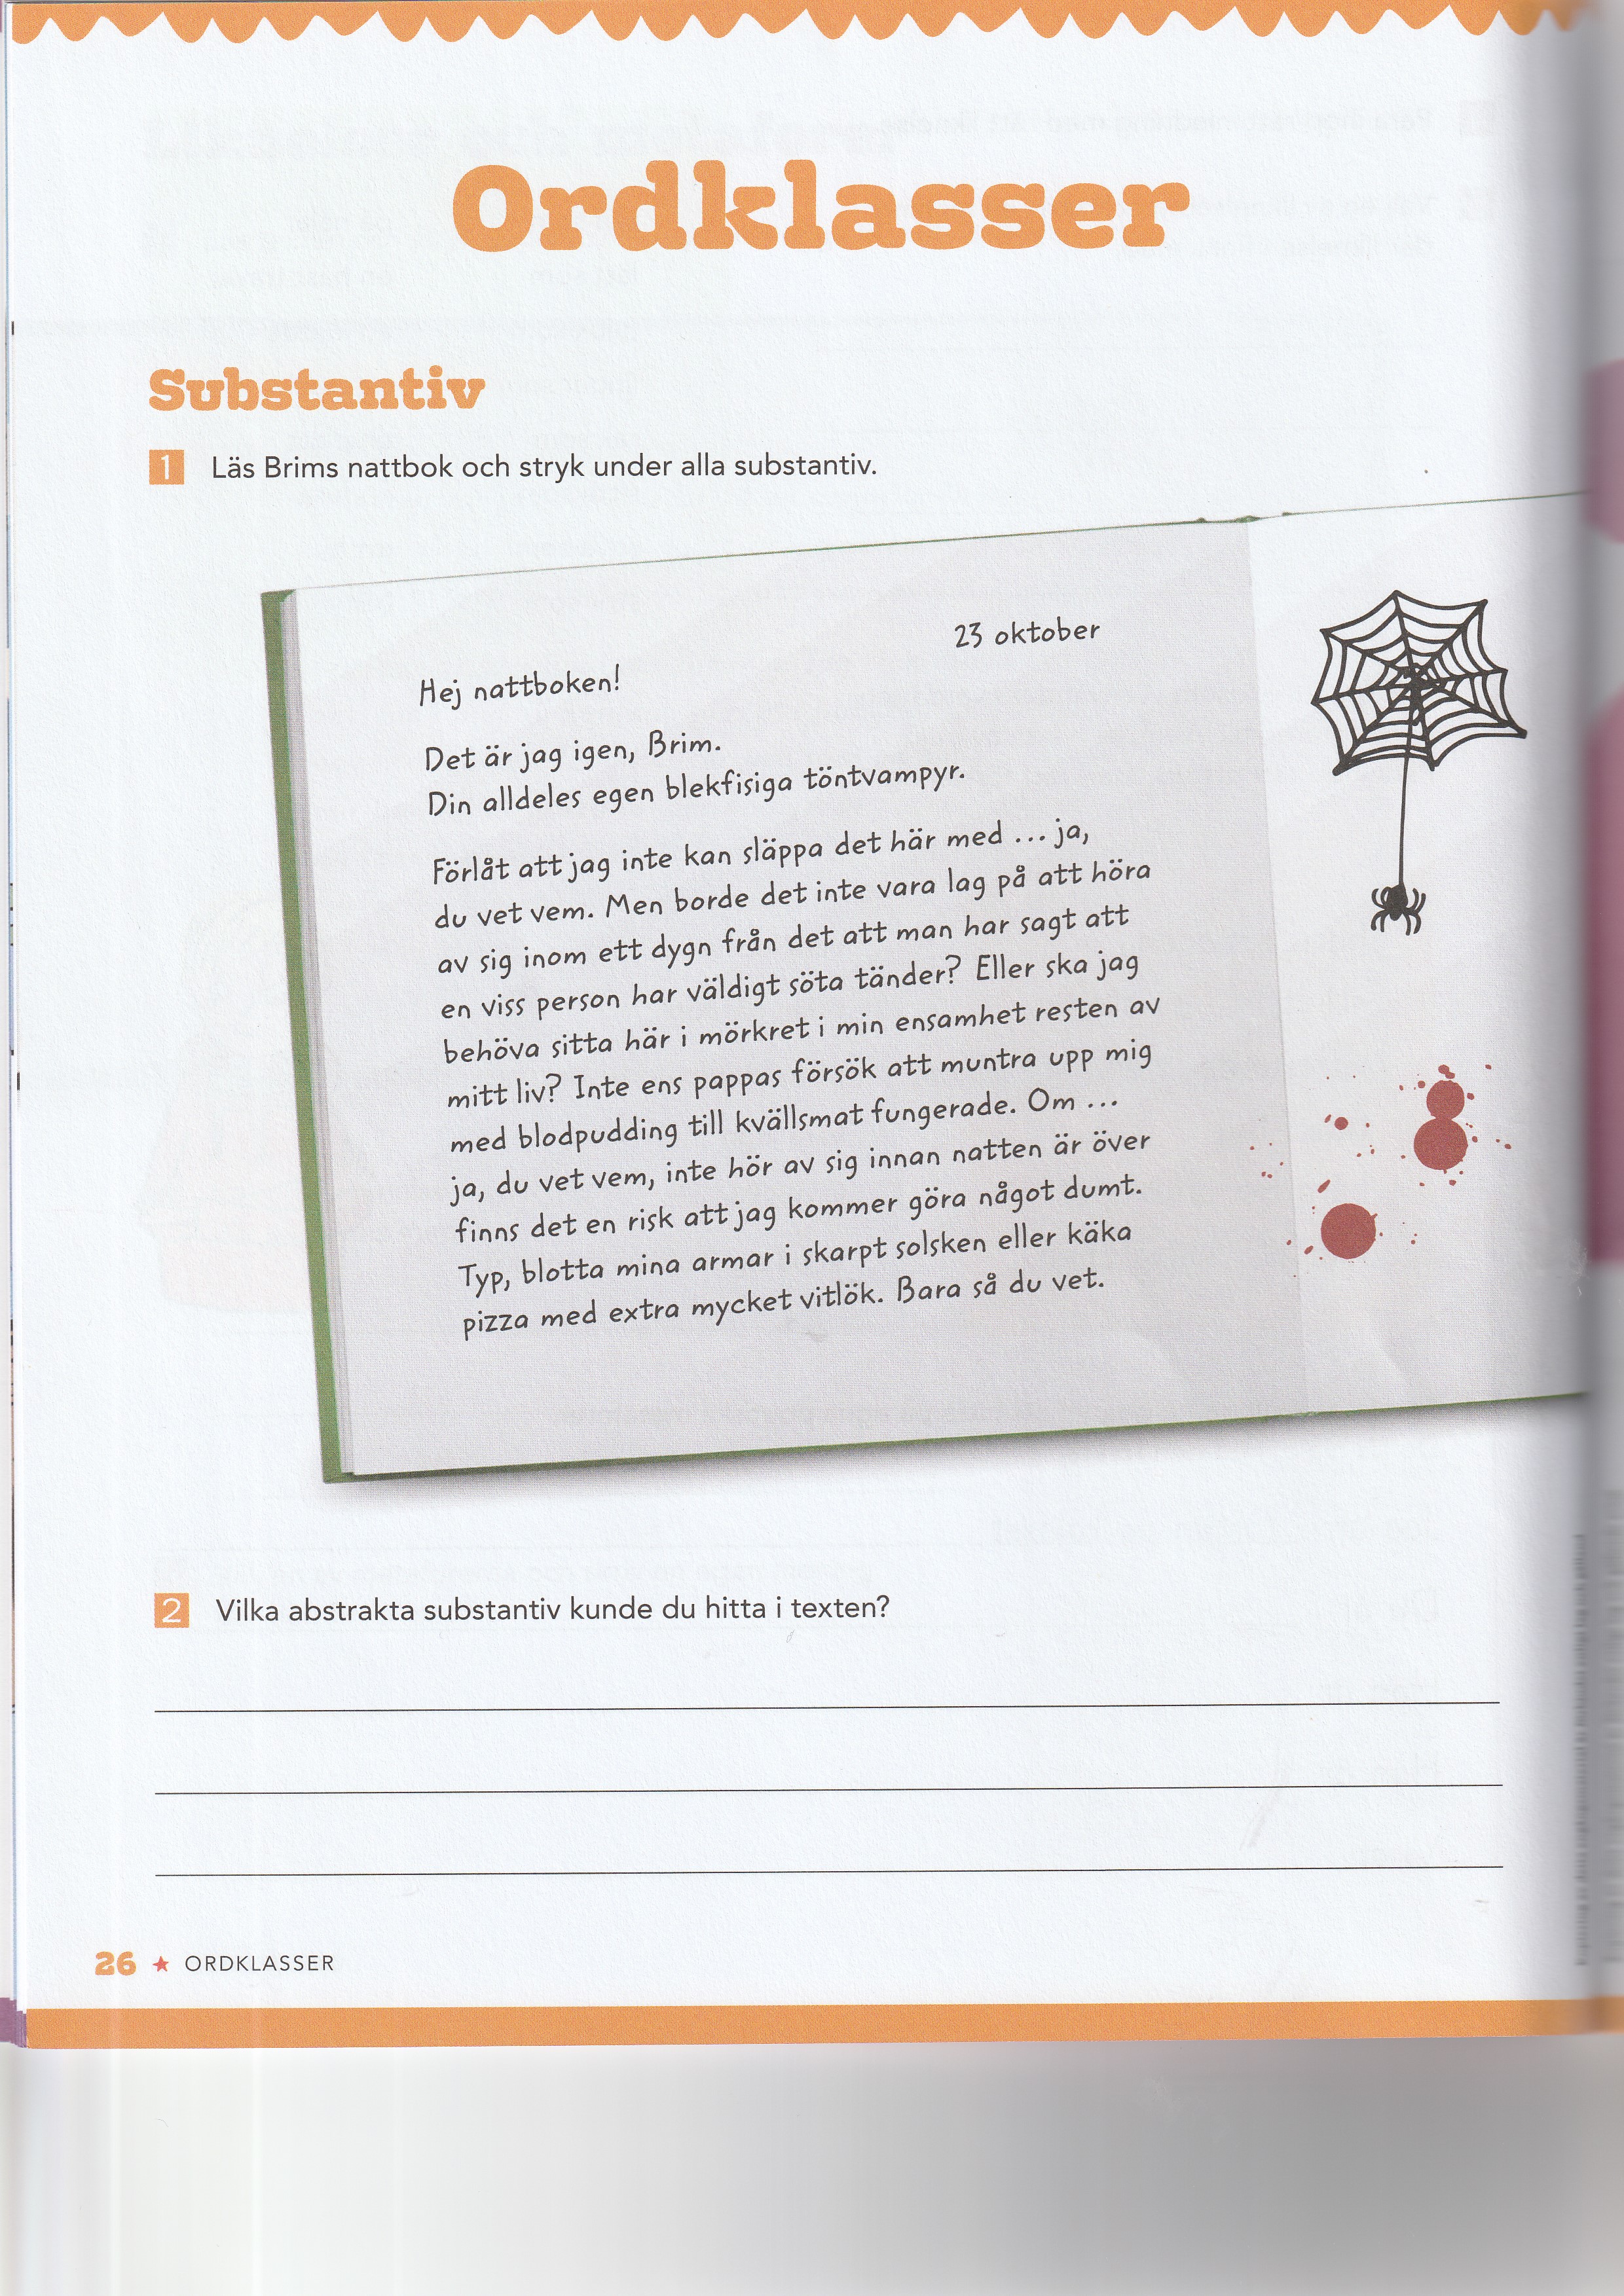 Ordklasser
Substantiv
1 Läs Brims nattbok och stryk under alla substantiv.
23 oktober
Hej nattboken!
Det är jag igen, Brim.
Din alldeles egen blekfisiga töntvampyr.
Förlåt att jag inte kan släppa det här med ... ja,
du vet vem. Men borde det inte vara lag på att höra
av sig inom ett dygn från det att man har sagt att
en viss person har väldigt söta tänder? Eller ska jag
behöva sitta här i mörkret i min ensamhet resten av
mitt liv? Inte ens pappas försök att muntra upp mig
med blodpudding till kvällsmat fungerade. Om ...
ja, du vet vem, inte hör av sig innan natten är över
finns det en risk att jag kommer göra något dumt.
Typ, blotta mina armar i skarpt solsken eller käka
pizza med extra mycket vitlök. Bara så du vet.
2 Vilka abstrakta substantiv kunde du hitta i texten?
26 ★ ORDKLASSER